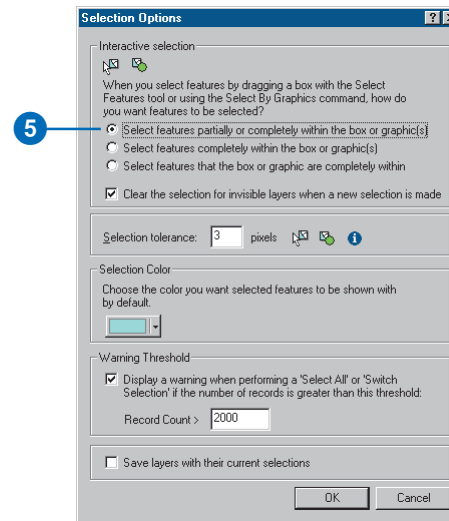 Selection Options
Interactive selection
When you select features by dragging a box with the Select
Features tool or using the Select By Graphics command, how do
you want features to be selected?
5
Select features partially or completely within the box or graphic(s)
Select features completely within the box or graphic(s)
Select features that the box or graphic are completely within
Clear the selection for invisible layers when a new selection is made
Selection tolerance: 3 pixels
Selection Color
Choose the color you want selected features to be shown with
by default.
Warning Threshold
Display a warning when performing a 'Select All' or 'Switch
Selection' if the number of records is greater than this threshold:
Record Count > 2000
Save layers with their current selections
OK Cancel